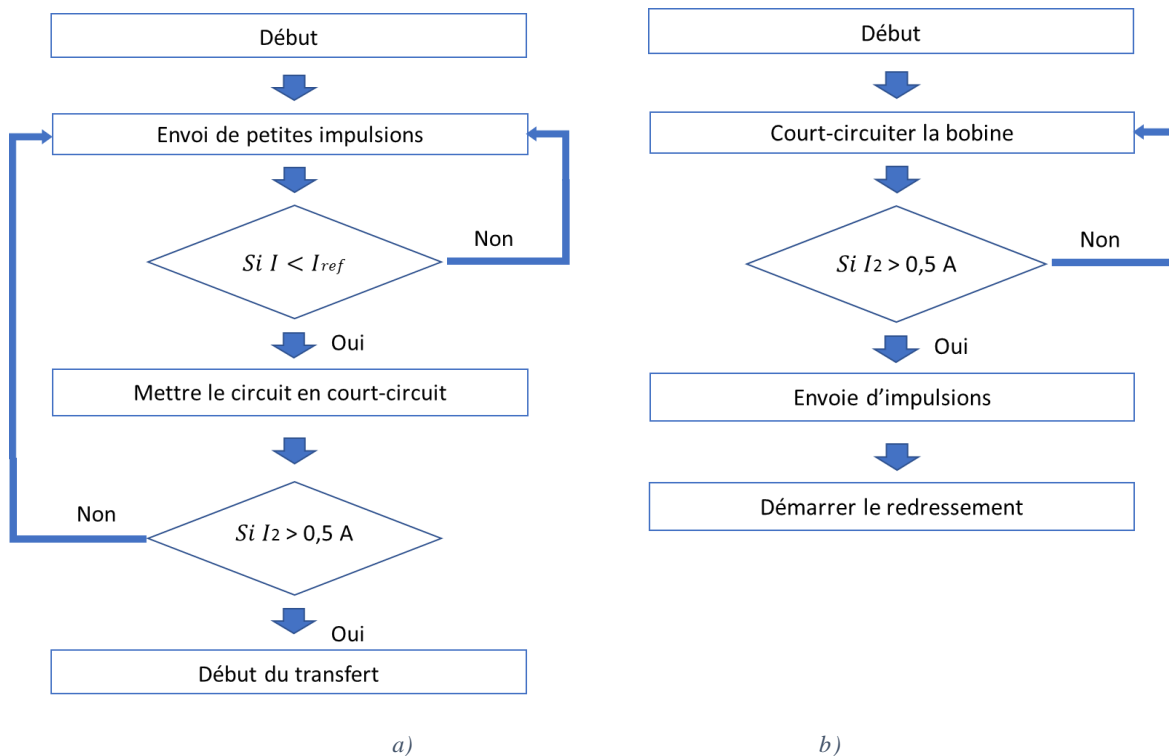 Début
Envoi de petites impulsions
Si I < Iref
Non
Oui
Mettre le circuit en court-circuit
Non
Si I2 > 0,5 A
Oui
Début du transfert
a)
Début
Court-circuiter la bobine
Non
Si I2 > 0,5 A
Oui
Envoie d'impulsions
Démarrer le redressement
b)